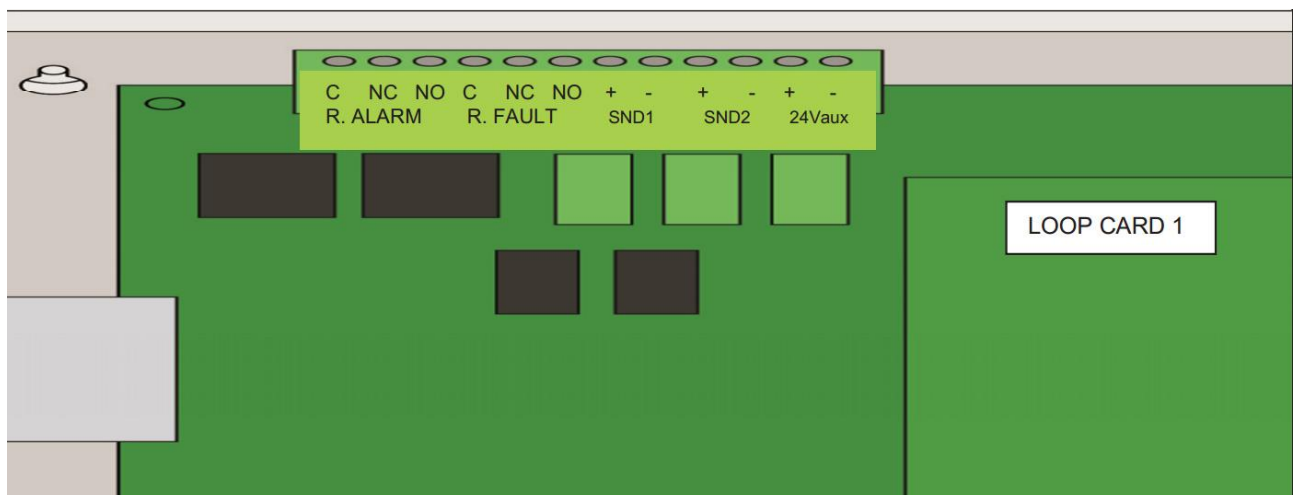 C NC NO C NC NO + - + - + -
R. ALARM R. FAULT SND1 SND2 24Vaux
LOOP CARD 1